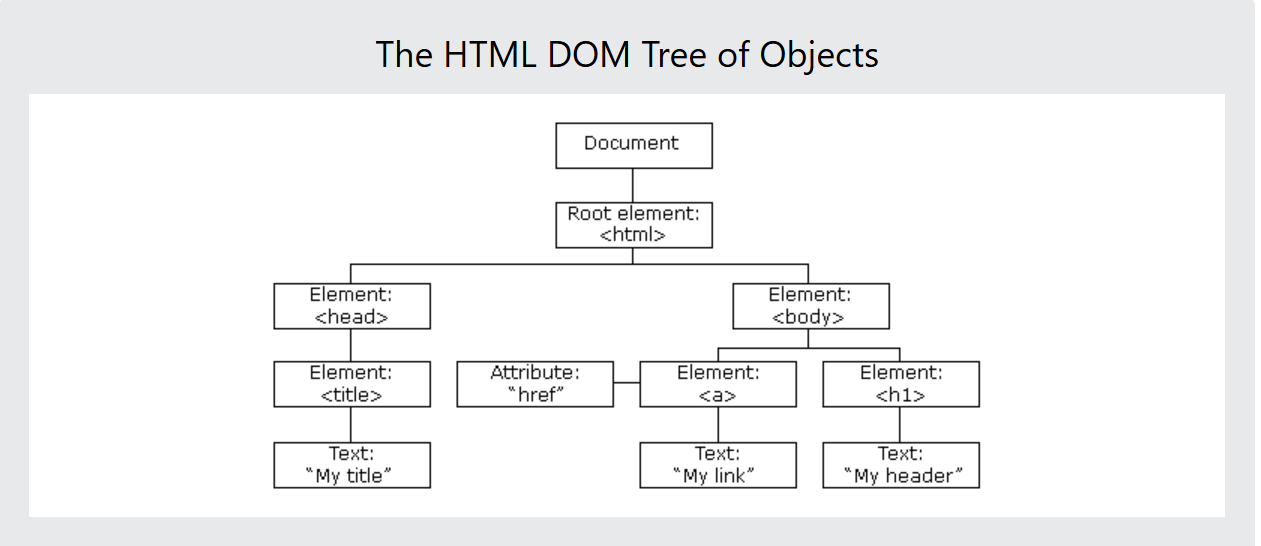 The HTML DOM Tree of Objects
Document
Root element:
<html>
Element:
<head>
Element:
<body>
Element:
<title>
Attribute:
“href”
Element:
<a>
Element:
<h1>
Text:
“My title”
Text:
“My link”
Text:
“My header”